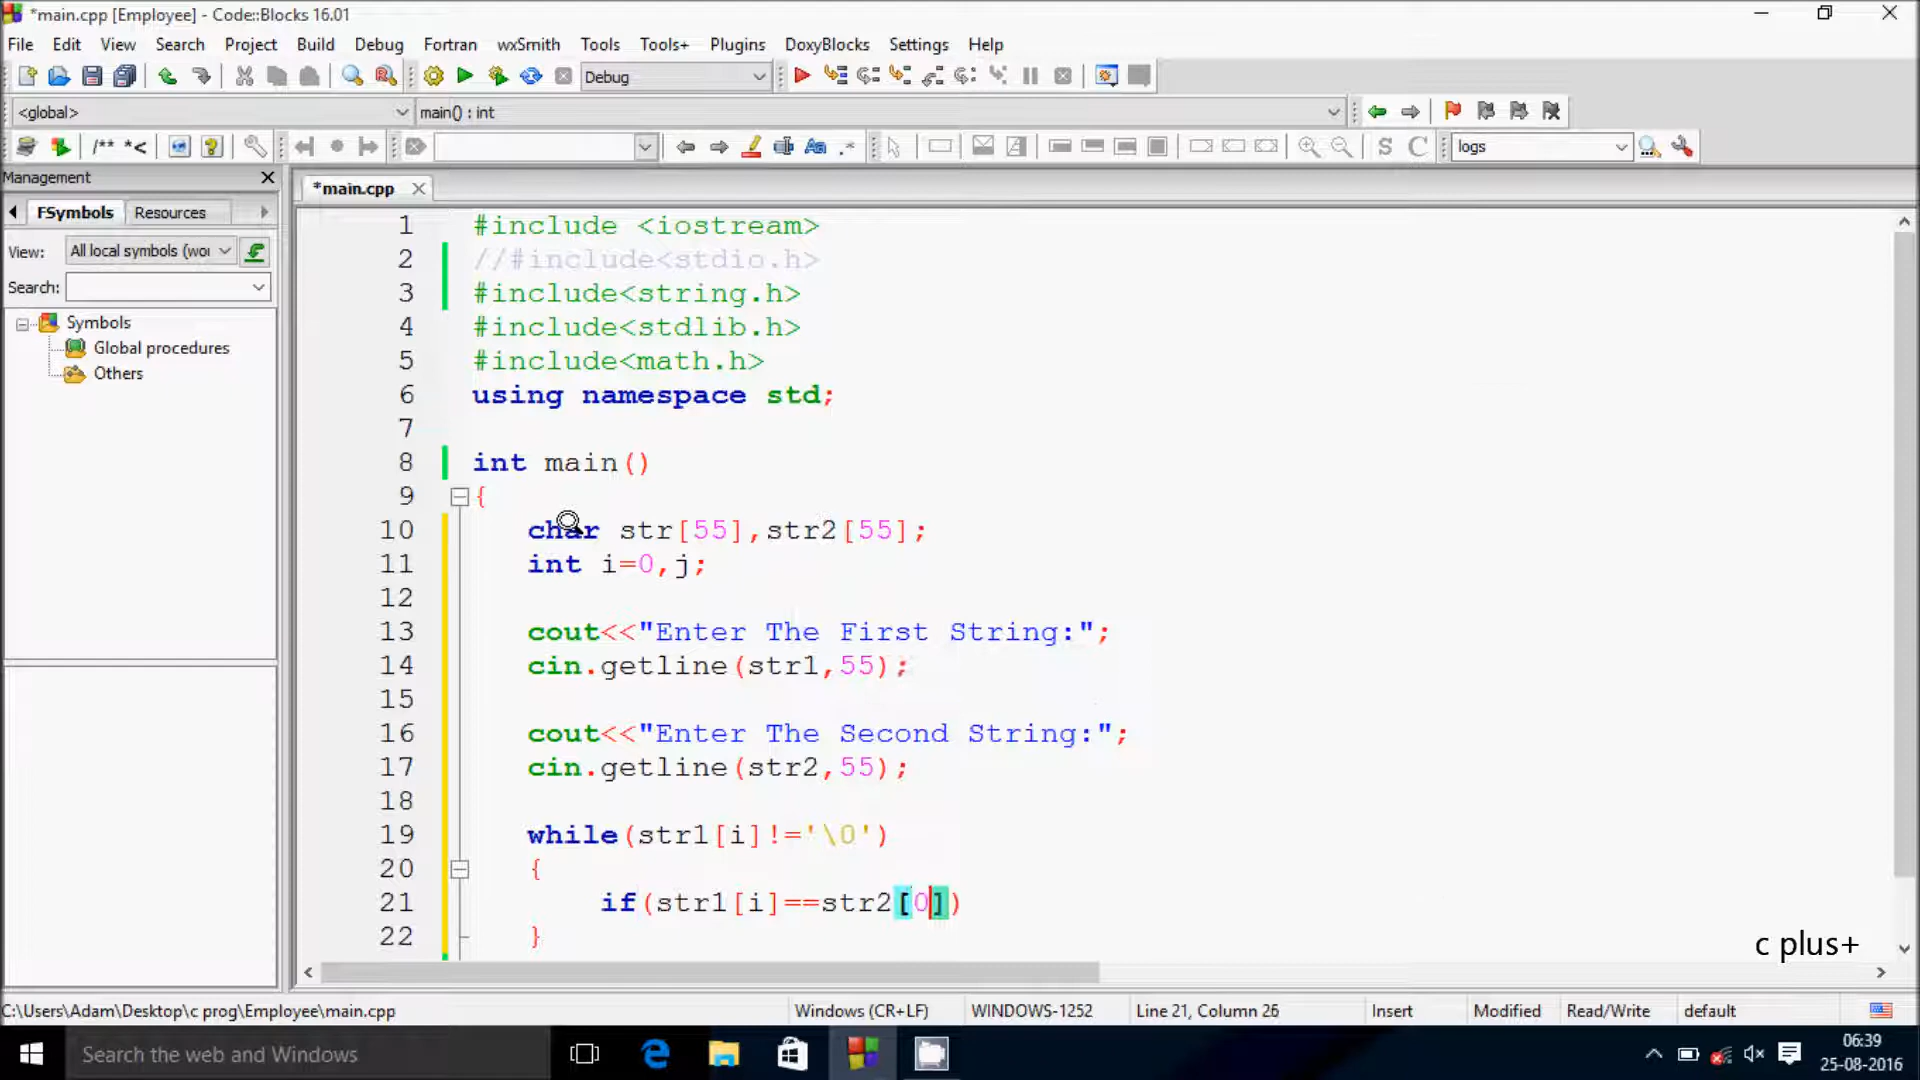 *main.cpp [Employee] - Code::Blocks 16.01
File Edit View Search Project Build Debug Fortran wxSmith Tools Tools+ Plugins DoxyBlocks Settings Help
Debug
<global> main() : int
/** *< Aa .* S C logs
Management
FSymbols Resources
*main.cpp
View: All local symbols (wor
Search:
Symbols
Global procedures
Others
1 #include <iostream>
2 //#include<stdio.h>
3 #include<string.h>
4 #include<stdlib.h>
5 #include<math.h>
6 using namespace std;
7
8 int main()
9 {
10 char str[55],str2[55];
11 int i=0,j;
12
13 cout<<"Enter The First String:";
14 cin.getline(str1,55);
15
16 cout<<"Enter The Second String:";
17 cin.getline(str2,55);
18
19 while(str1[i]!='\0')
20 {
21 if(str1[i]==str2[0])
22 }
c plus+
C:\Users\Adam\Desktop\c prog\Employee\main.cpp Windows (CR+LF) WINDOWS-1252 Line 21, Column 26 Insert Modified Read/Write default
Search the web and Windows
06:39
25-08-2016